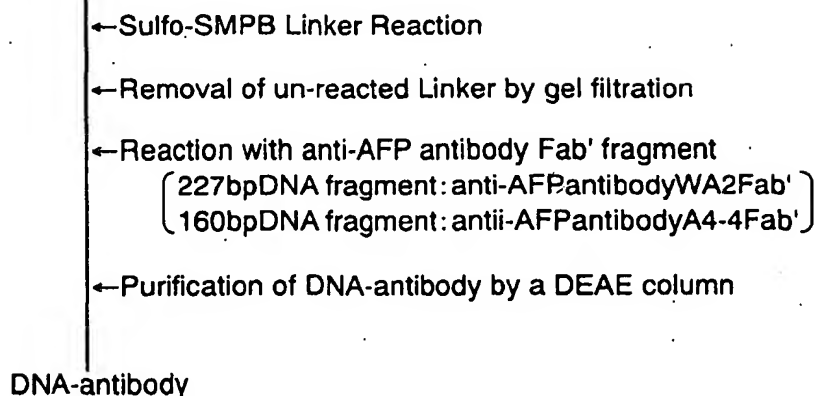 ←Sulfo-SMPB Linker Reaction
←Removal of un-reacted Linker by gel filtration
←Reaction with anti-AFP antibody Fab' fragment
227bpDNA fragment:anti-AFPantibodyWA2Fab'
160bpDNA fragment:antii-AFPantibodyA4-4Fab'
←Purification of DNA-antibody by a DEAE column
DNA-antibody